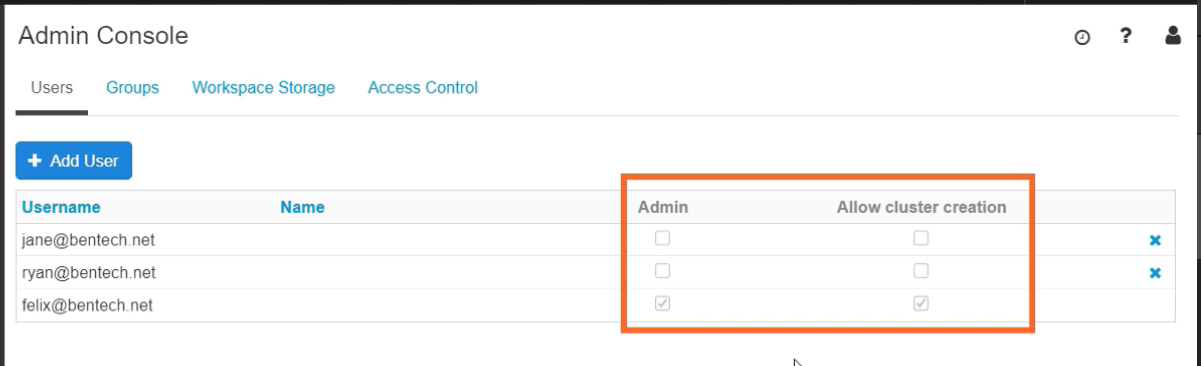 Admin Console
?
Users Groups Workspace Storage Access Control
+ Add User
Username Name Admin Allow cluster creation
jane@bentech.net
ryan@bentech.net
felix@bentech.net